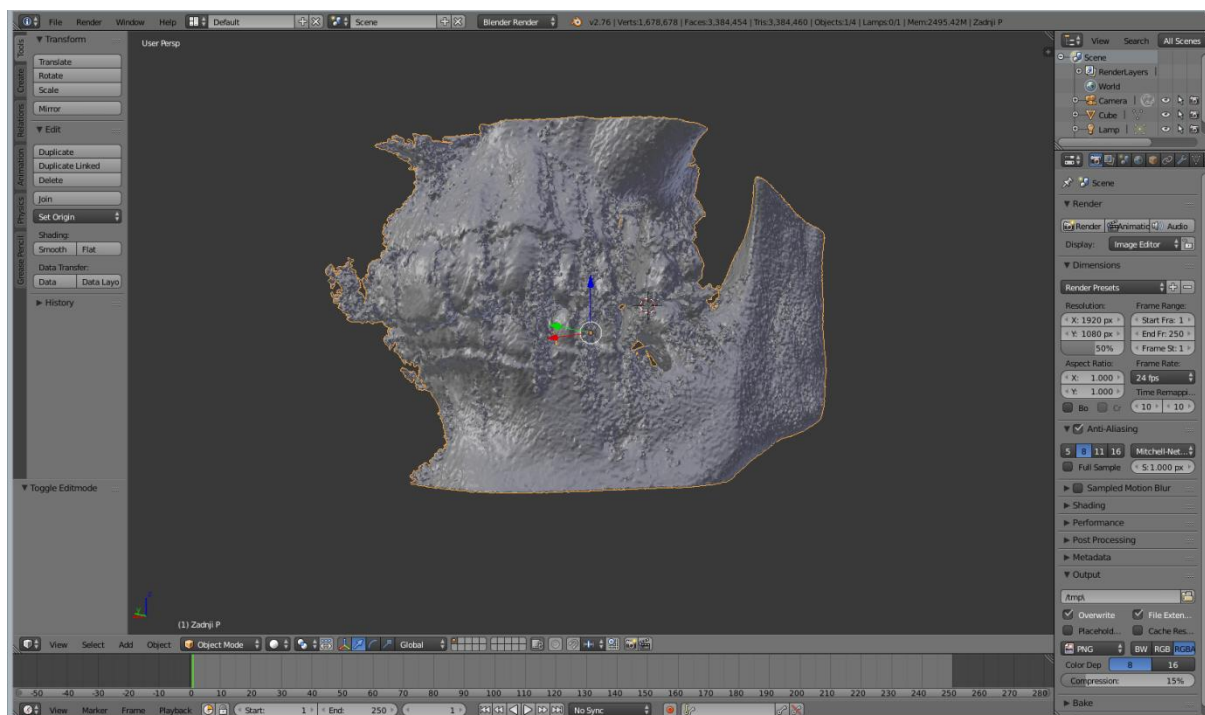 File Render Window Help Default Scene Blender Render v2.76 | Verts:1,678,678 | Faces:3,384,454 | Tris:3,384,460 | Objects:1/4 | Lamps:0/1 | Mem:2495.42M | Zadnji P
Tools
Create
Relations
Animation
Physics
Grease Pencil
Transform
Translate
Rotate
Scale
Mirror
Edit
Duplicate
Duplicate Linked
Delete
Join
Set Origin
Shading:
Smooth Flat
Data Transfer:
Data Data Layo
History
Toggle Editmode
User Persp
(1) Zadnji P
View Select Add Object Object Mode Global
-50 -40 -30 -20 -10 0 10 20 30 40 50 60 70 80 90 100 110 120 130 140 150 160 170 180 190 200 210 220 230 240 250 260 270 280
View Marker Frame Playback Start: 1 End: 250 1 No Sync
View Search All Scenes
Scene
RenderLayers
World
Camera
Cube
Lamp
Scene
Render
Render Animatic Audio
Display: Image Editor
Dimensions
Render Presets
Resolution: Frame Range:
X: 1920 px Start Fra: 1
Y: 1080 px End Fr: 250
50% Frame St: 1
Aspect Ratio: Frame Rate:
X: 1.000 24 fps
Y: 1.000 Time Remappi...
Bo Cr 10 10
Anti-Aliasing
5 8 11 16 Mitchell-Net...
Full Sample S: 1.000 px
Sampled Motion Blur
Shading
Performance
Post Processing
Metadata
Output
/tmp\
Overwrite File Exten...
Placehold... Cache Res...
PNG BW RGB RGBA
Color Dep 8 16
Compression: 15%
Bake